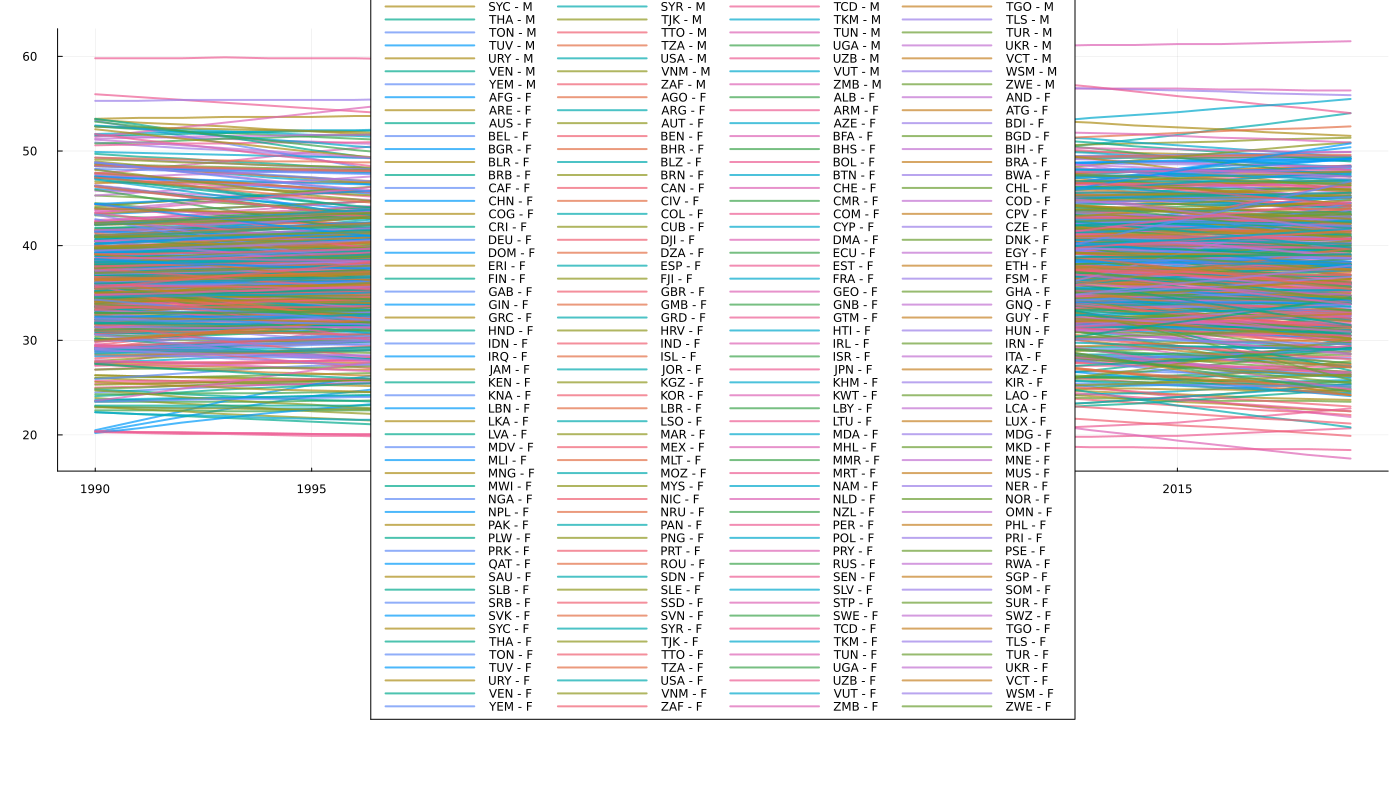 SYC - M SYR - M TCD - M TGO - M
THA - M TJK - M TKM - M TLS - M
TON - M TTO - M TUN - M TUR - M
TUV - M TZA - M UGA - M UKR - M
60 URY - M USA - M UZB - M VCT - M
VEN - M VNM - M VUT - M WSM - M
YEM - M ZAF - M ZMB - M ZWE - M
AFG - F AGO - F ALB - F AND - F
ARE - F ARG - F ARM - F ATG - F
AUS - F AUT - F AZE - F BDI - F
BEL - F BEN - F BFA - F BGD - F
50 BGR - F BHR - F BHS - F BIH - F
BLR - F BLZ - F BOL - F BRA - F
BRB - F BRN - F BTN - F BWA - F
CAF - F CAN - F CHE - F CHL - F
CHN - F CIV - F CMR - F COD - F
COG - F COL - F COM - F CPV - F
CRI - F CUB - F CYP - F CZE - F
DEU - F DJI - F DMA - F DNK - F
40 DOM - F DZA - F ECU - F EGY - F
ERI - F ESP - F EST - F ETH - F
FIN - F FJI - F FRA - F FSM - F
GAB - F GBR - F GEO - F GHA - F
GIN - F GMB - F GNB - F GNQ - F
GRC - F GRD - F GTM - F GUY - F
HND - F HRV - F HTI - F HUN - F
30 IDN - F IND - F IRL - F IRN - F
IRQ - F ISL - F ISR - F ITA - F
JAM - F JOR - F JPN - F KAZ - F
KEN - F KGZ - F KHM - F KIR - F
KNA - F KOR - F KWT - F LAO - F
LBN - F LBR - F LBY - F LCA - F
LKA - F LSO - F LTU - F LUX - F
20 LVA - F MAR - F MDA - F MDG - F
MDV - F MEX - F MHL - F MKD - F
MLI - F MLT - F MMR - F MNE - F
MNG - F MOZ - F MRT - F MUS - F
MWI - F MYS - F NAM - F NER - F
1990 1995 2015
NGA - F NIC - F NLD - F NOR - F
NPL - F NRU - F NZL - F OMN - F
PAK - F PAN - F PER - F PHL - F
PLW - F PNG - F POL - F PRI - F
PRK - F PRT - F PRY - F PSE - F
QAT - F ROU - F RUS - F RWA - F
SAU - F SDN - F SEN - F SGP - F
SLB - F SLE - F SLV - F SOM - F
SRB - F SSD - F STP - F SUR - F
SVK - F SVN - F SWE - F SWZ - F
SYC - F SYR - F TCD - F TGO - F
THA - F TJK - F TKM - F TLS - F
TON - F TTO - F TUN - F TUR - F
TUV - F TZA - F UGA - F UKR - F
URY - F USA - F UZB - F VCT - F
VEN - F VNM - F VUT - F WSM - F
YEM - F ZAF - F ZMB - F ZWE - F